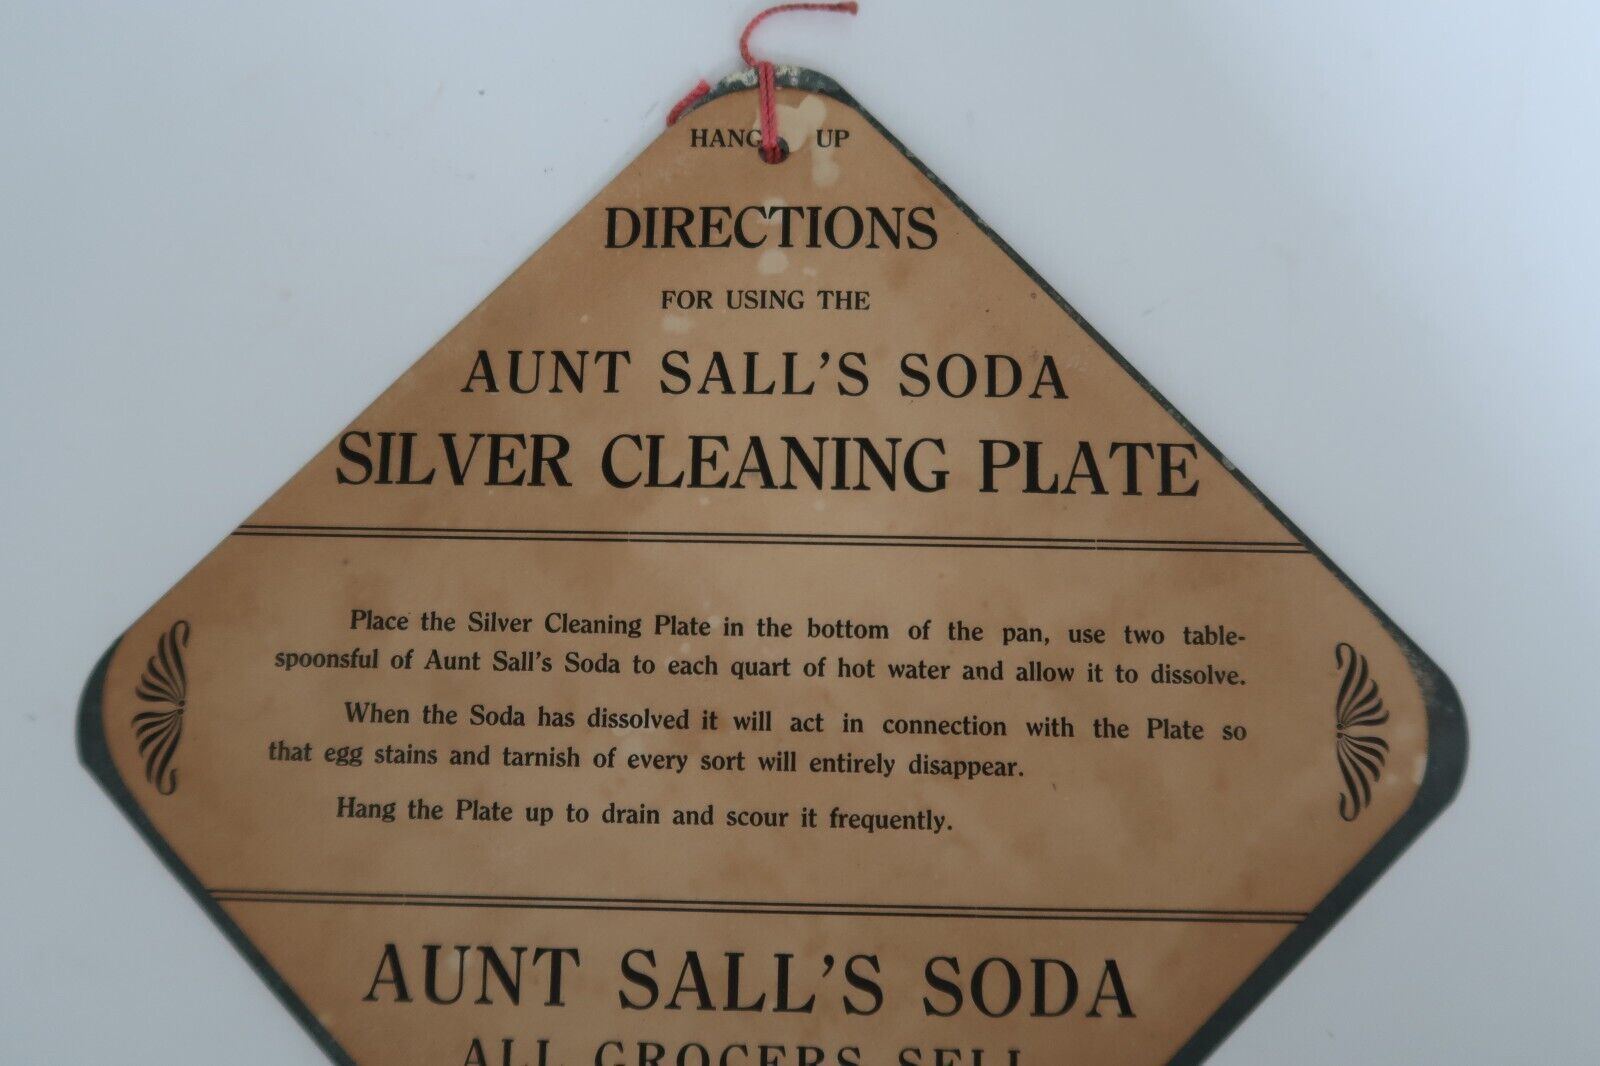 HANG UP
DIRECTIONS
FOR USING THE
AUNT SALL'S SODA
SILVER CLEANING PLATE
Place the Silver Cleaning Plate in the bottom of the pan, use two table-
spoonsful of Aunt Sall's Soda to each quart of hot water and allow it to dissolve.
When the Soda has dissolved it will act in connection with the Plate so
that egg stains and tarnish of every sort will entirely disappear.
Hang the Plate up to drain and scour it frequently.
AUNT SALL'S SODA
ALL GROCERS SELL